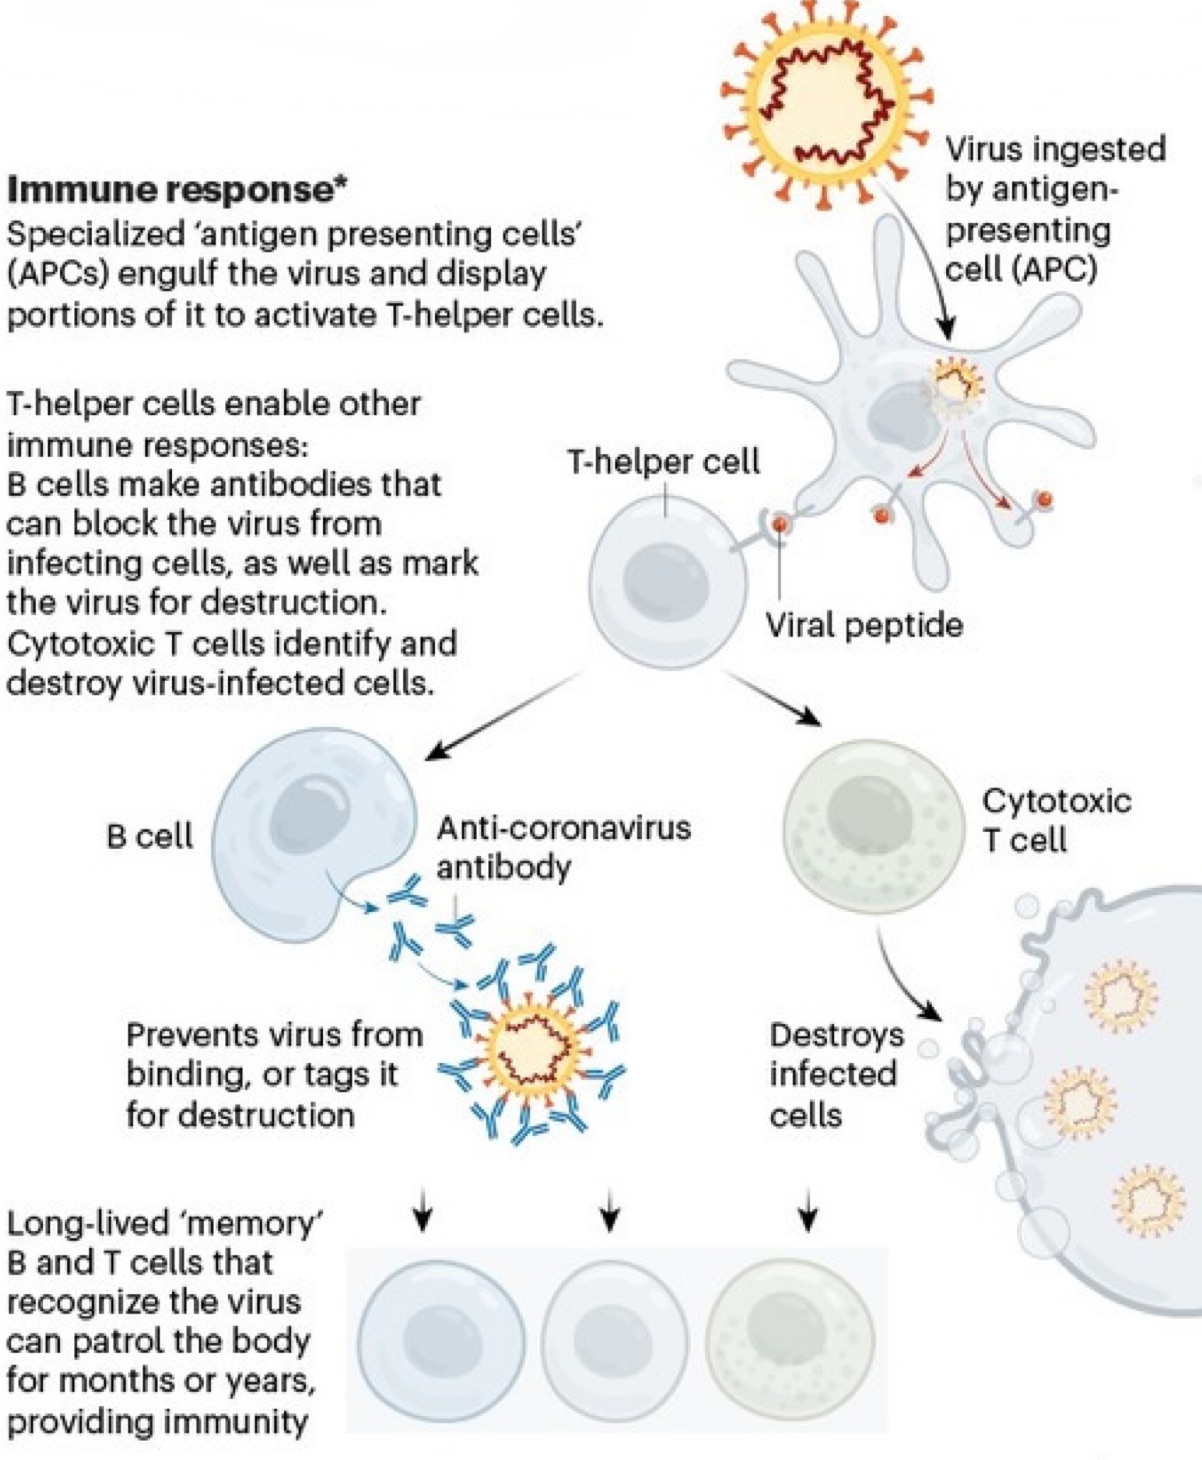 Virus ingested
by antigen-
presenting
cell (APC)
Immune response*
Specialized ‘antigen presenting cells’
(APCs) engulf the virus and display
portions of it to activate T-helper cells.
T-helper cells enable other
immune responses:
B cells make antibodies that
can block the virus from
infecting cells, as well as mark
the virus for destruction.
Cytotoxic T cells identify and
destroy virus-infected cells.
T-helper cell
Viral peptide
B cell
Anti-coronavirus
antibody
Cytotoxic
T cell
Prevents virus from
binding, or tags it
for destruction
Destroys
infected
cells
Long-lived ‘memory’
B and T cells that
recognize the virus
can patrol the body
for months or years,
providing immunity